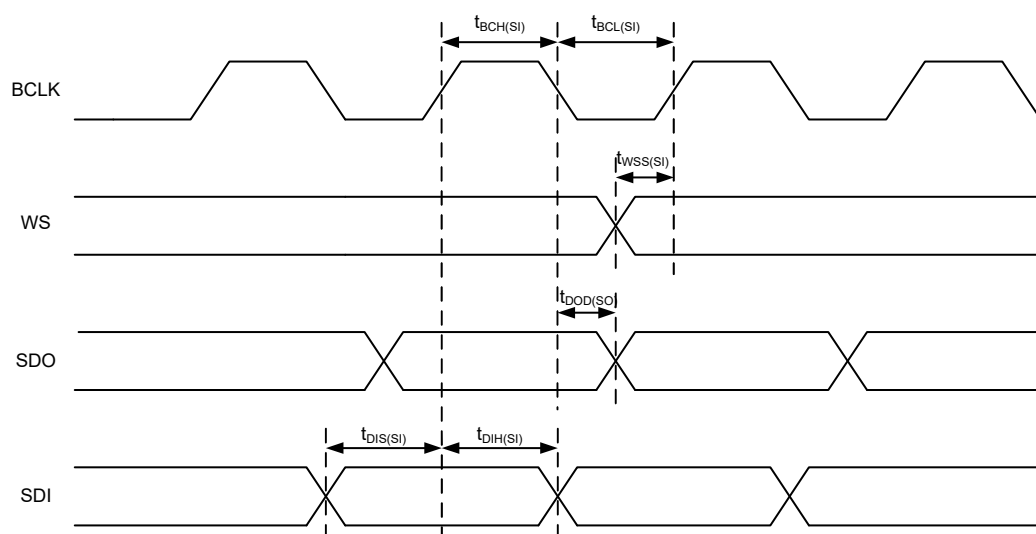 tBCH(SI) tBCL(SI)
BCLK
tWSS(SI)
WS
tDOD(SO)
SDO
tDIS(SI) tDIH(SI)
SDI